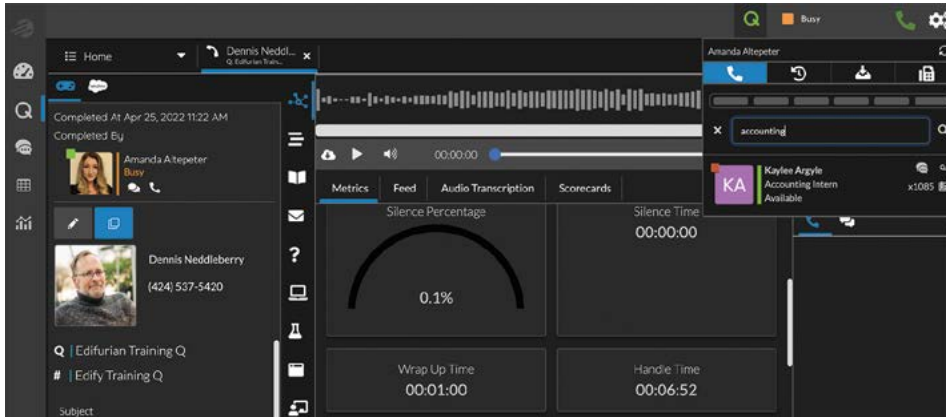 Q
Busy
Home
Dennis Neddl...
Q: Edifurian Train...
Amanda Altepeter
Completed At Apr 25, 2022 11:22 AM
Completed By
Amanda Altepeter
Busy
00:00:00
accounting
Metrics Feed Audio Transcription Scorecards
KA
Kaylee Argyle
Accounting Intern
Available
x1085
Silence Percentage
0.1%
Silence Time
00:00:00
Dennis Neddleberry
(424) 537-5420
Q | Edifurian Training Q
# | Edify Training Q
Wrap Up Time
00:01:00
Handle Time
00:06:52
Subject